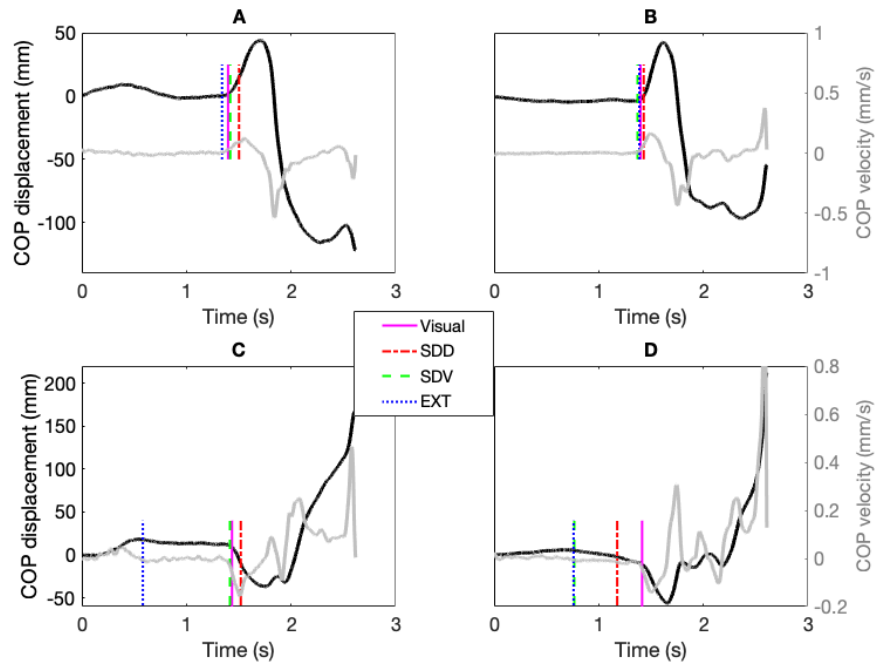 A
B
50
0
-50
-100
COP displacement (mm)
0
1
2
3
Time (s)
0
1
2
3
Time (s)
1
0.5
0
-0.5
-1
COP velocity (mm/s)
Visual
SDD
SDV
EXT
C
D
200
150
100
50
0
-50
COP displacement (mm)
0
1
2
3
Time (s)
0
1
2
3
Time (s)
0.8
0.6
0.4
0.2
0
-0.2
COP velocity (mm/s)